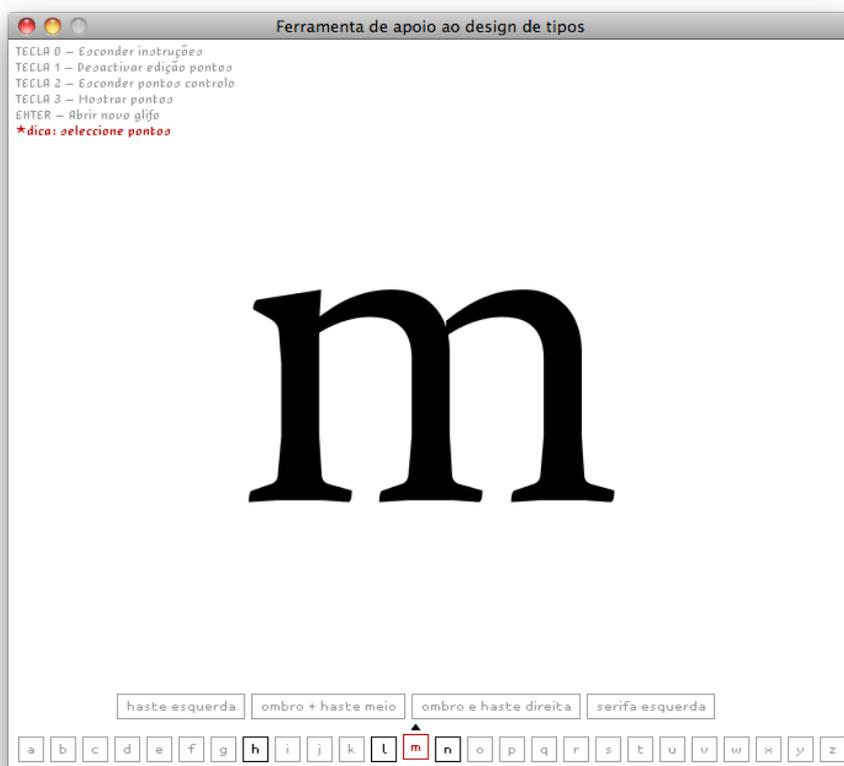 Ferramenta de apoio ao design de tipos
TECLA 0 – Esconder instruções
TECLA 1 – Desactivar edição pontos
TECLA 2 – Esconder pontos controlo
TECLA 3 – Mostrar pontos
ENTER – Abrir novo glifo
*dica: seleccione pontos
m
haste esquerda ombro + haste meio ombro e haste direita serifa esquerda
a b c d e f g h i j k l m n o p q r s t u v w x y z